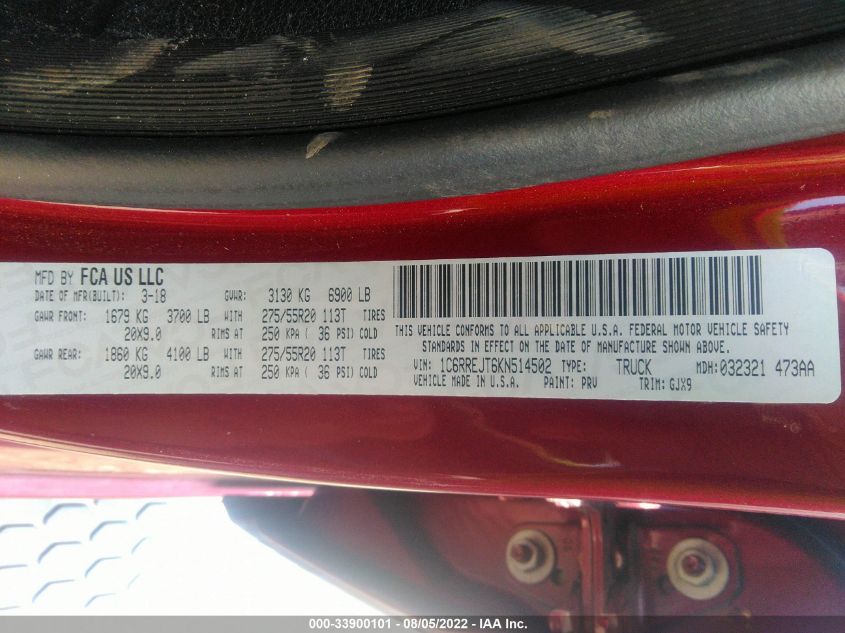 MFD BY FCA US LLC
DATE OF MFR(BUILT): 3-18 GVWR: 3130 KG 6900 LB
GAWR FRONT: 1679 KG 3700 LB WITH 275/55R20 113T TIRES
20X9.0 RIMS AT 250 KPA ( 36 PSI) COLD
GAWR REAR: 1860 KG 4100 LB WITH 275/55R20 113T TIRES
20X9.0 RIMS AT 250 KPA ( 36 PSI) COLD
THIS VEHICLE CONFORMS TO ALL APPLICABLE U.S.A. FEDERAL MOTOR VEHICLE SAFETY
STANDARDS IN EFFECT ON THE DATE OF MANUFACTURE SHOWN ABOVE.
VIN: 1C6RREJT6KN514502 TYPE: TRUCK MDH: 032321 473AA
VEHICLE MADE IN U.S.A. PAINT: PRV TRIM: GJX9
000-33900101 - 08/05/2022 - IAA Inc.